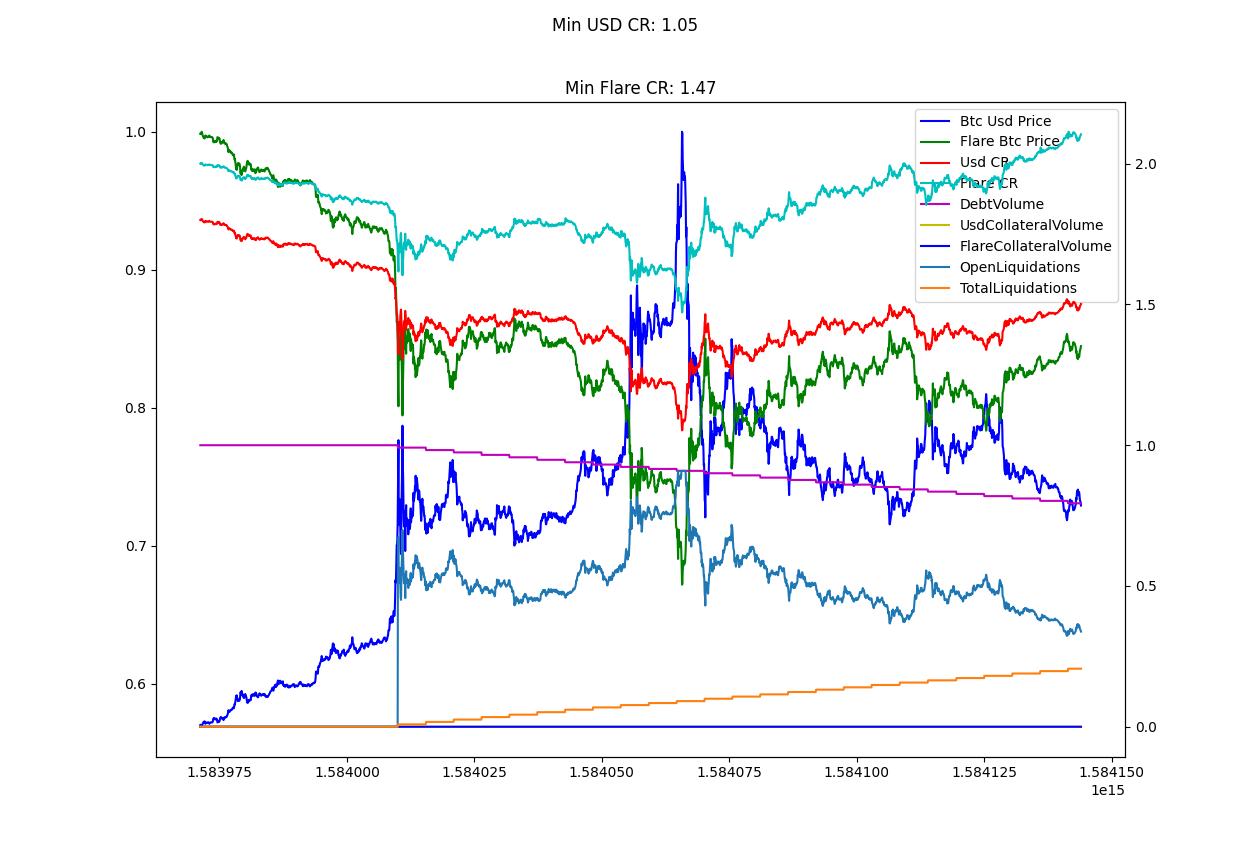 Min USD CR: 1.05
Min Flare CR: 1.47
1.0
0.9
0.8
0.7
0.6
2.0
1.5
1.0
0.5
0.0
Btc Usd Price
Flare Btc Price
Usd CR
Flare CR
DebtVolume
UsdCollateralVolume
FlareCollateralVolume
OpenLiquidations
TotalLiquidations
1.583975 1.584000 1.584025 1.584050 1.584075 1.584100 1.584125 1.584150
1e15